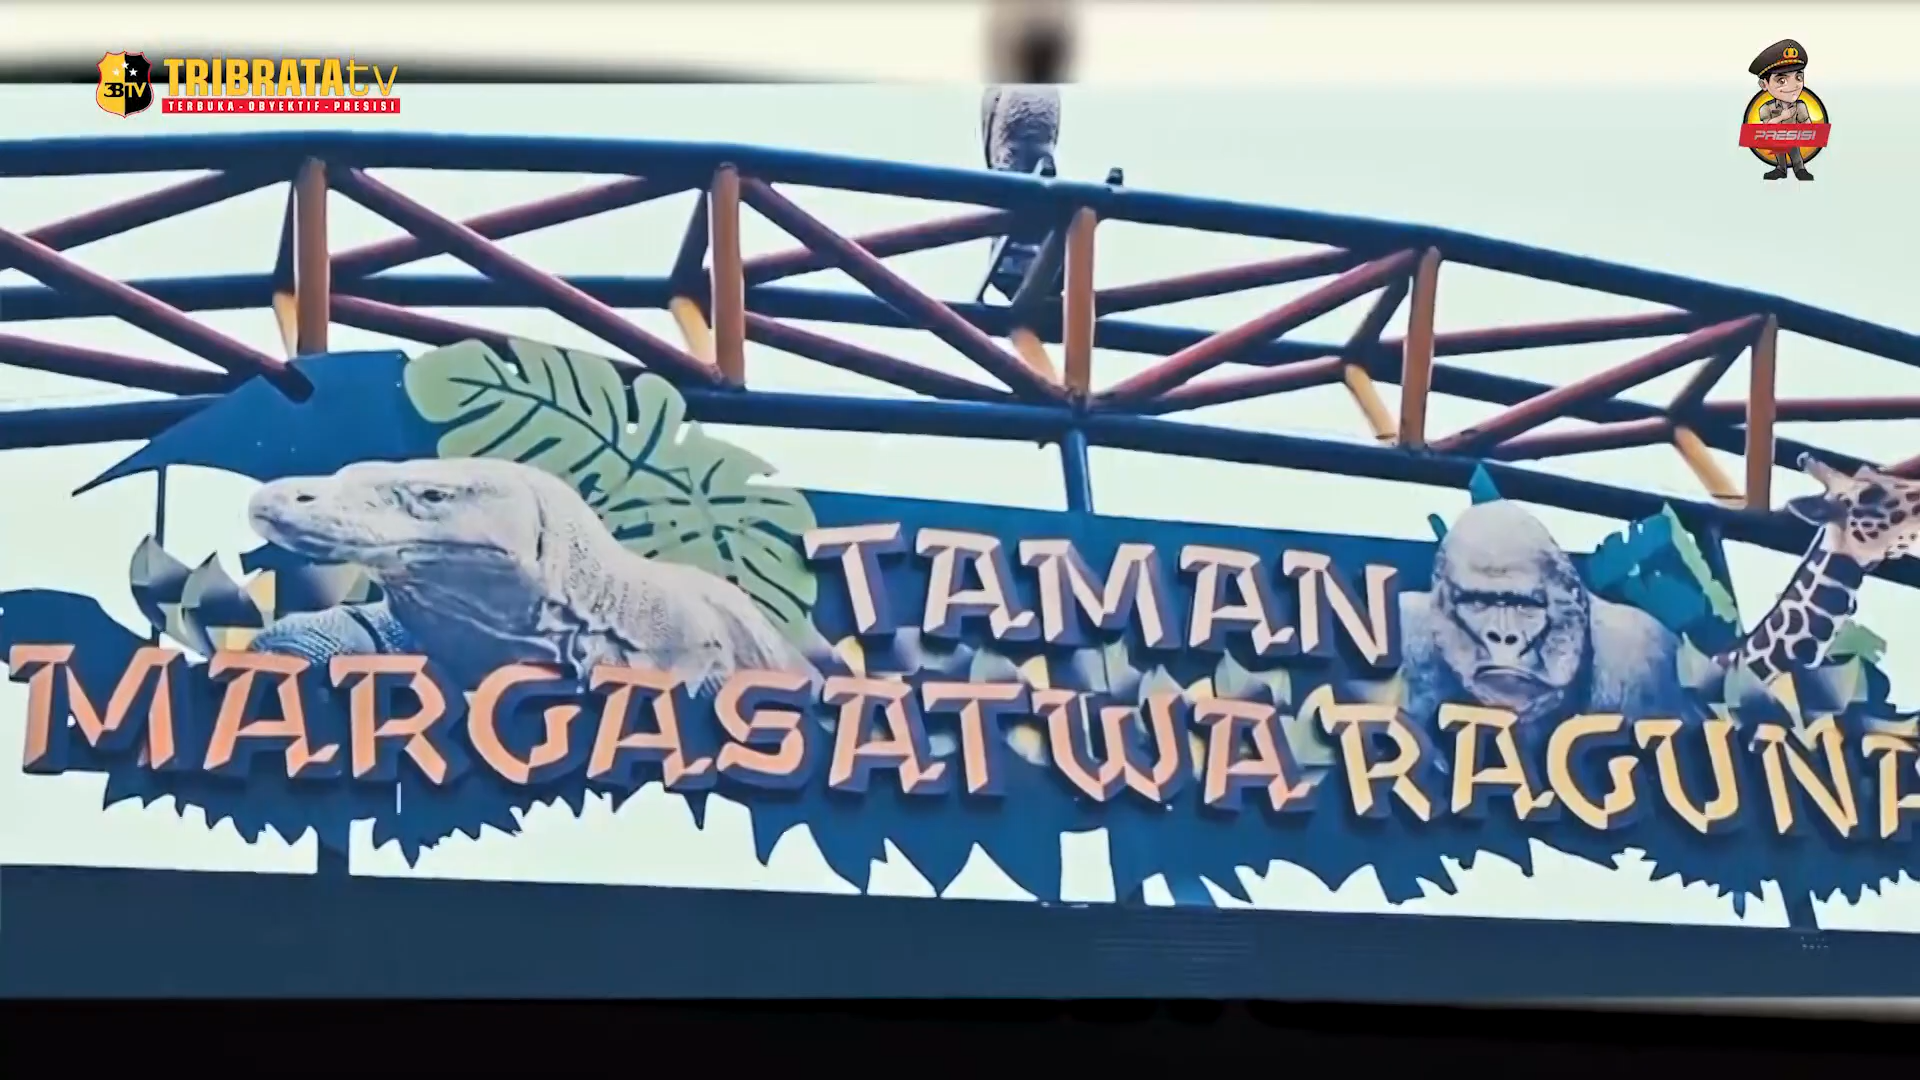 3BTV
TRIBRATAtv
TERBUKA - OBYEKTIF - PRESISI
PRESISI
TAMAN
MARGASATWA RAGUNA